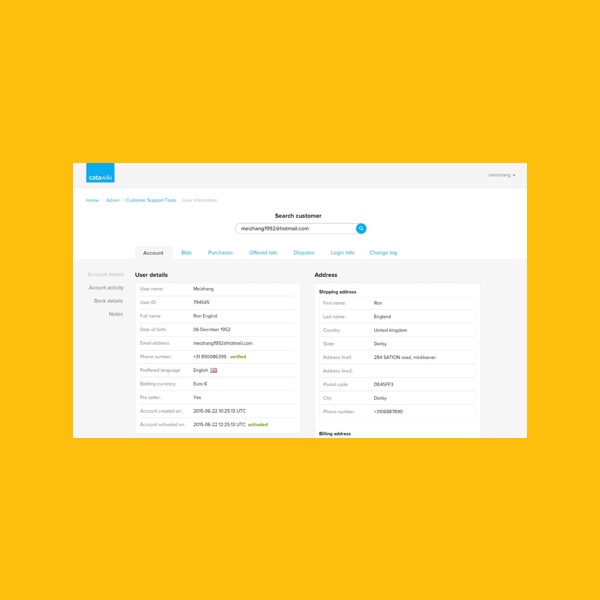 catawiki
meizhang
Home / Admin / Customer Support Tools / User Information
Search customer
meizhang1992@hotmail.com
Account Bids Purchases Offered lots Disputes Login info Change log
Account details
Acount activity
Bank details
Notes
User details
User name: Meizhang
User ID: 784545
Full name: Ron Englnd
Date of birth: 06 Decmber 1952
Email address: meizhang1992@hotmail.com
Phone number: +31 890086399 verified
Preffered language: English
Bidding currency: Euro €
Pro seller: Yes
Account created on: 2015-06-22 10:25:13 UTC
Account activated on: 2015-06-22 12:25:13 UTC activated
Address
Shipping address
First name: Ron
Last name: England
Country: United kingdom
State: Derby
Address line1: 284 SATION road, mickloever
Address line2:
Postal code: DE45FF3
City: Derby
Phone number: +3106887890
Billing address